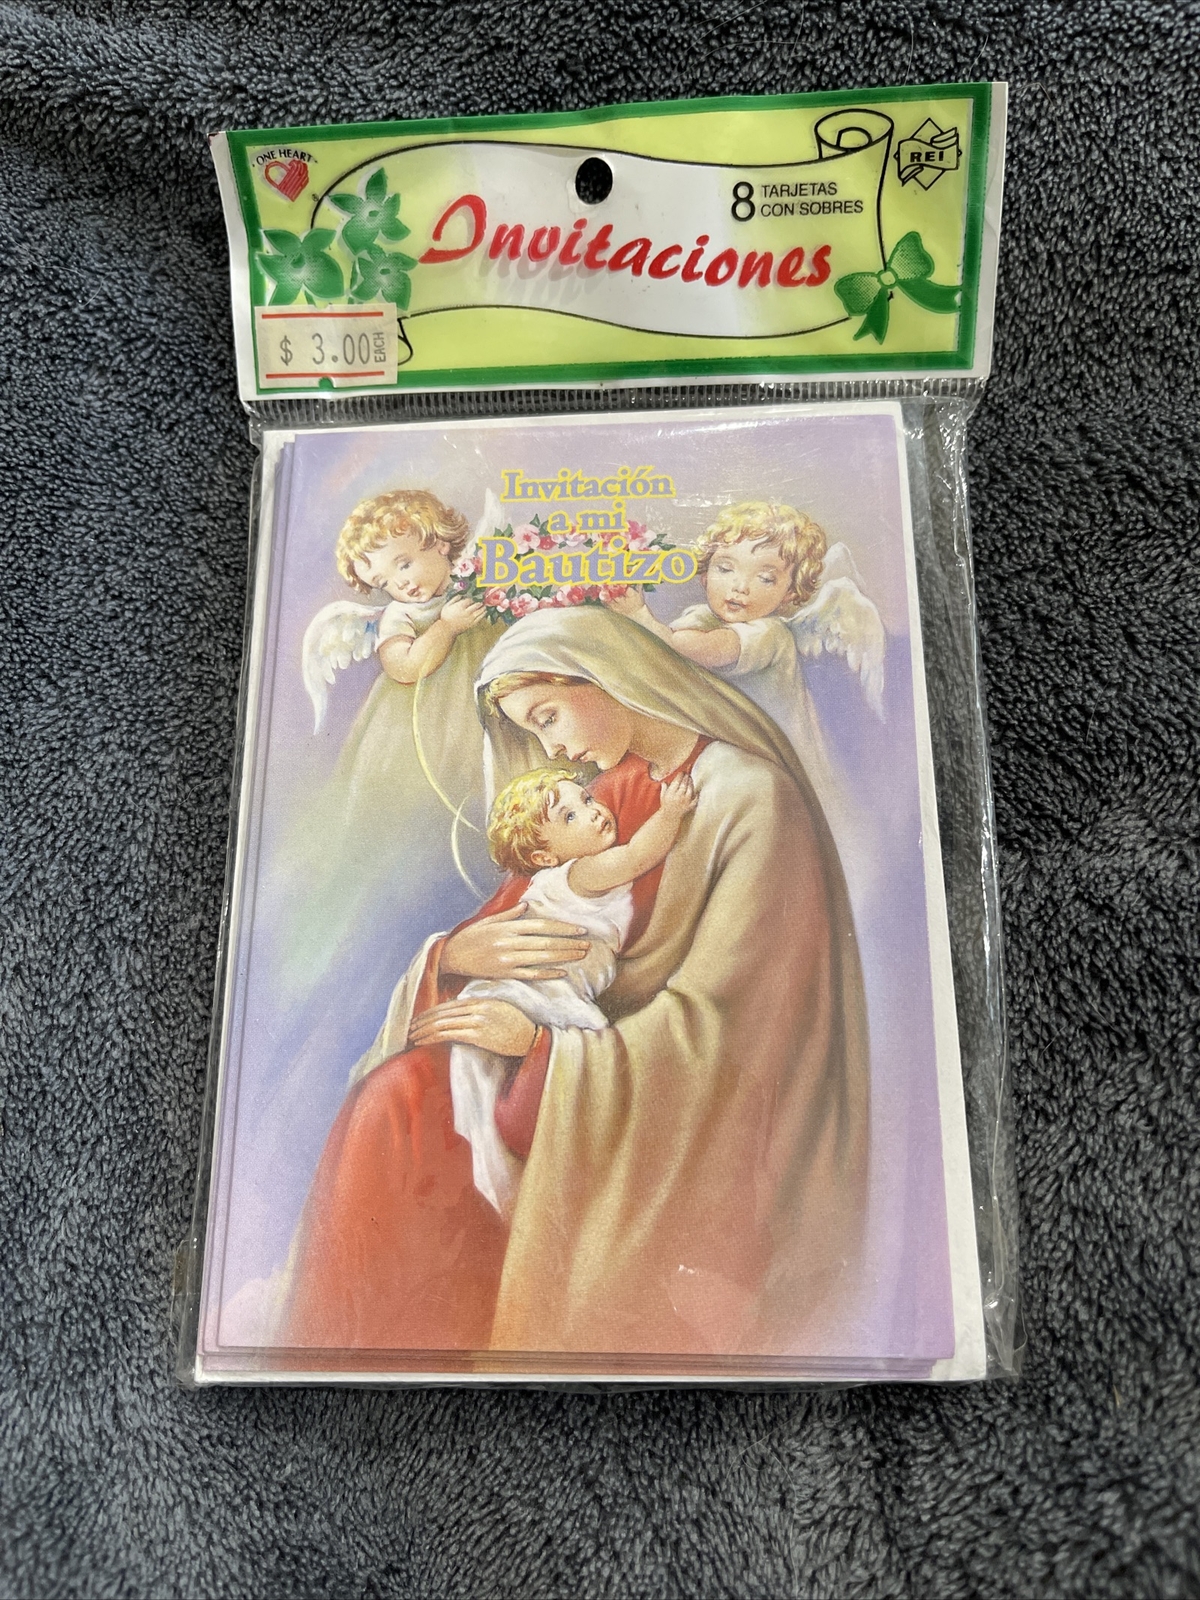 ONE HEART
REI
8 TARJETAS
CON SOBRES
Invitaciones
$ 3.00 EACH
Invitación
a mi
Bautizo